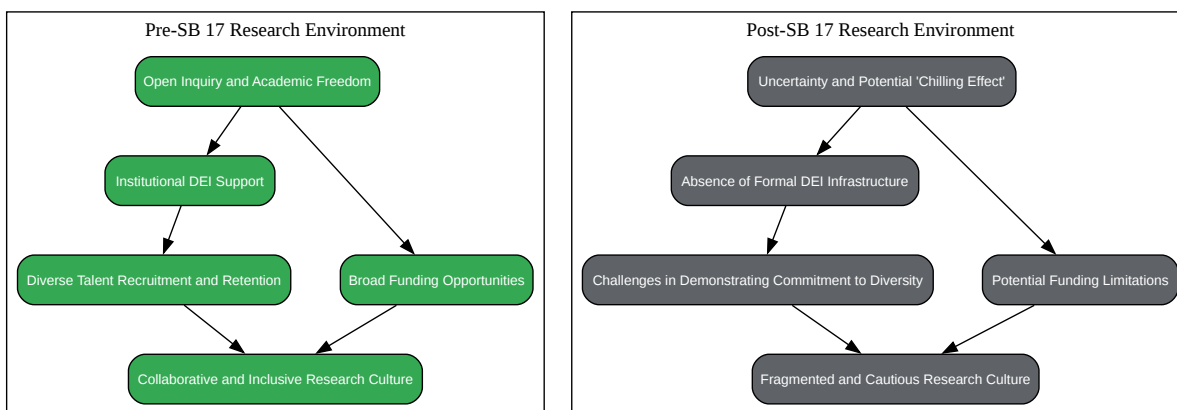 Pre-SB 17 Research Environment
Open Inquiry and Academic Freedom
Institutional DEI Support
Diverse Talent Recruitment and Retention
Broad Funding Opportunities
Collaborative and Inclusive Research Culture
Post-SB 17 Research Environment
Uncertainty and Potential 'Chilling Effect'
Absence of Formal DEI Infrastructure
Challenges in Demonstrating Commitment to Diversity
Potential Funding Limitations
Fragmented and Cautious Research Culture